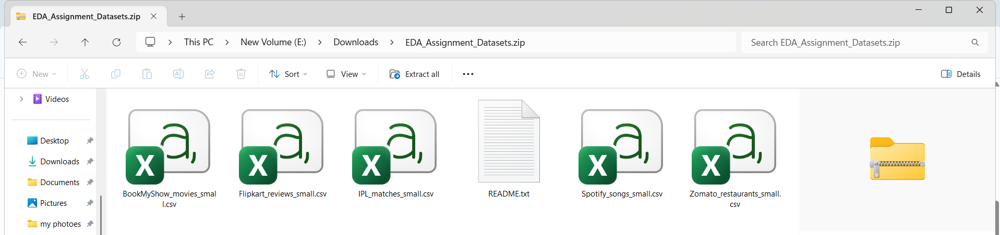 EDA_Assignment_Datasets.zip
This PC > New Volume (E:) > Downloads > EDA_Assignment_Datasets.zip
Search EDA_Assignment_Datasets.zip
New
Sort
View
Extract all
Details
Videos
Desktop
Downloads
Documents
Pictures
my photoes
BookMyShow_movies_smal
l.csv
Flipkart_reviews_small.csv
IPL_matches_small.csv
README.txt
Spotify_songs_small.csv
Zomato_restaurants_small.
csv